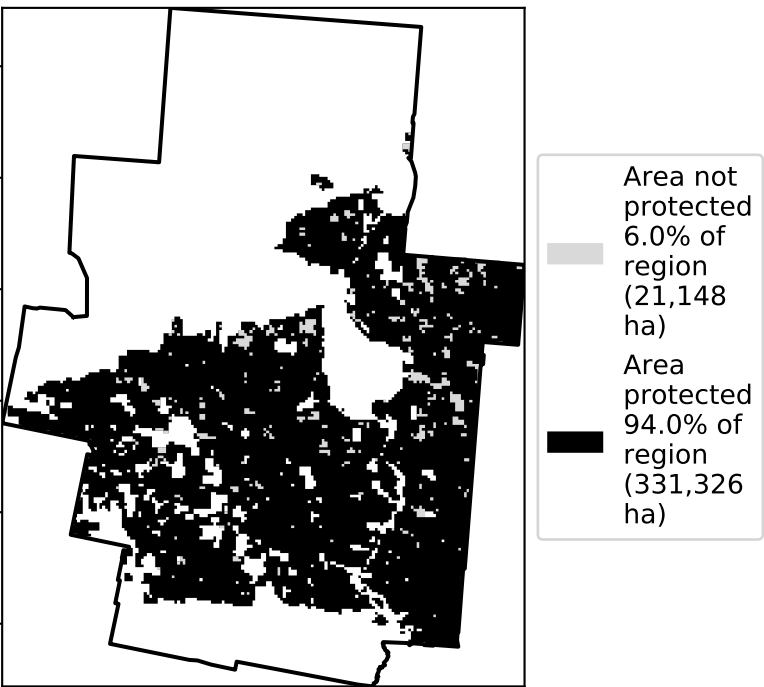 Area not
protected
6.0% of
region
(21,148
ha)
Area
protected
94.0% of
region
(331,326
ha)